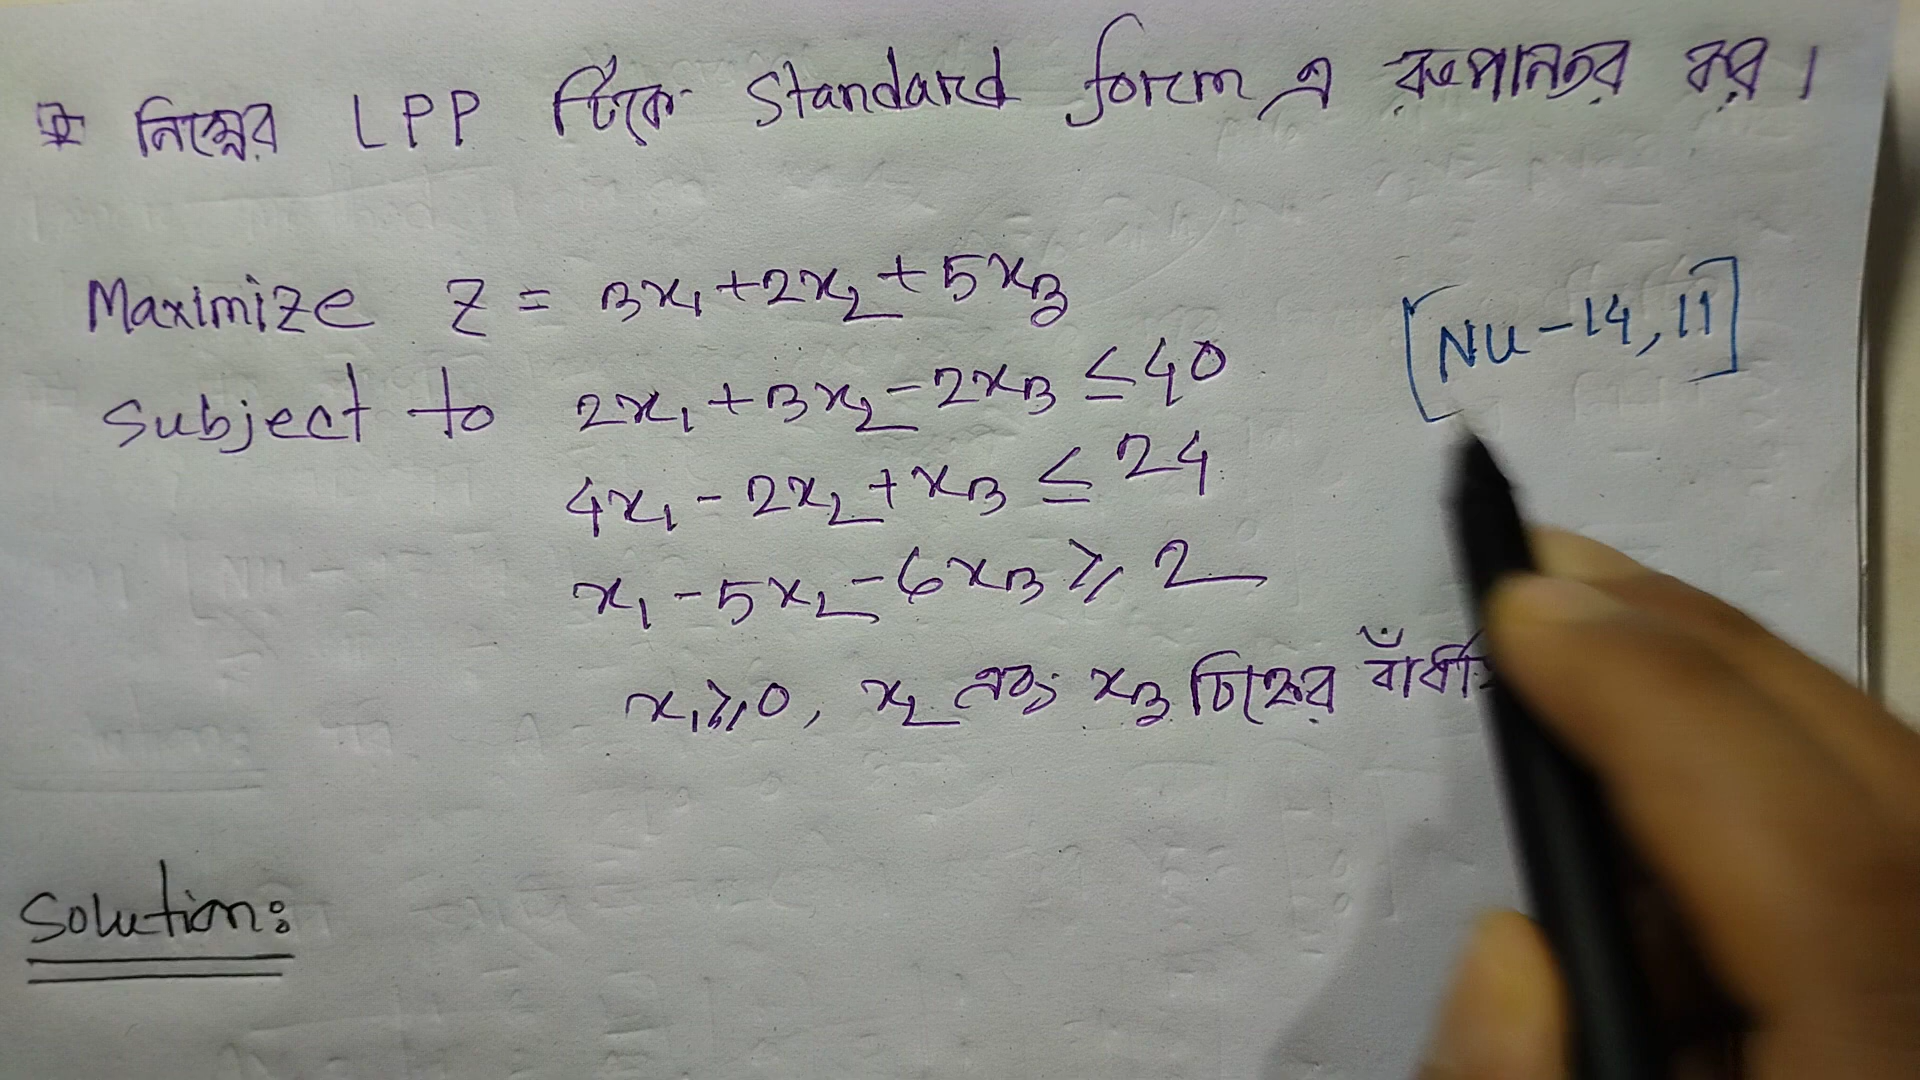 নিম্নের LPP টিকে Standard form এ রূপান্তর কর।
Maximize Z = 3x₁+2x₂+5x₃
[NU-14,11]
Subject to 2x₁+3x₂-2x₃ ≤ 40
4x₁-2x₂+x₃ ≤ 24
x₁-5x₂-6x₃ ≥ 2
x₁≥0, x₂ এবং x₃ চিহ্নের
Solution: